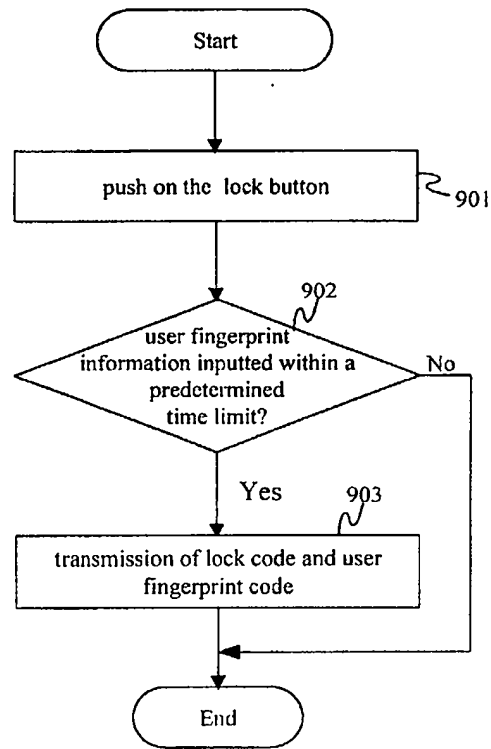 Start
push on the lock button
901
902
user fingerprint
information inputted within a
predetermined
time limit?
No
Yes
903
transmission of lock code and user
fingerprint code
End